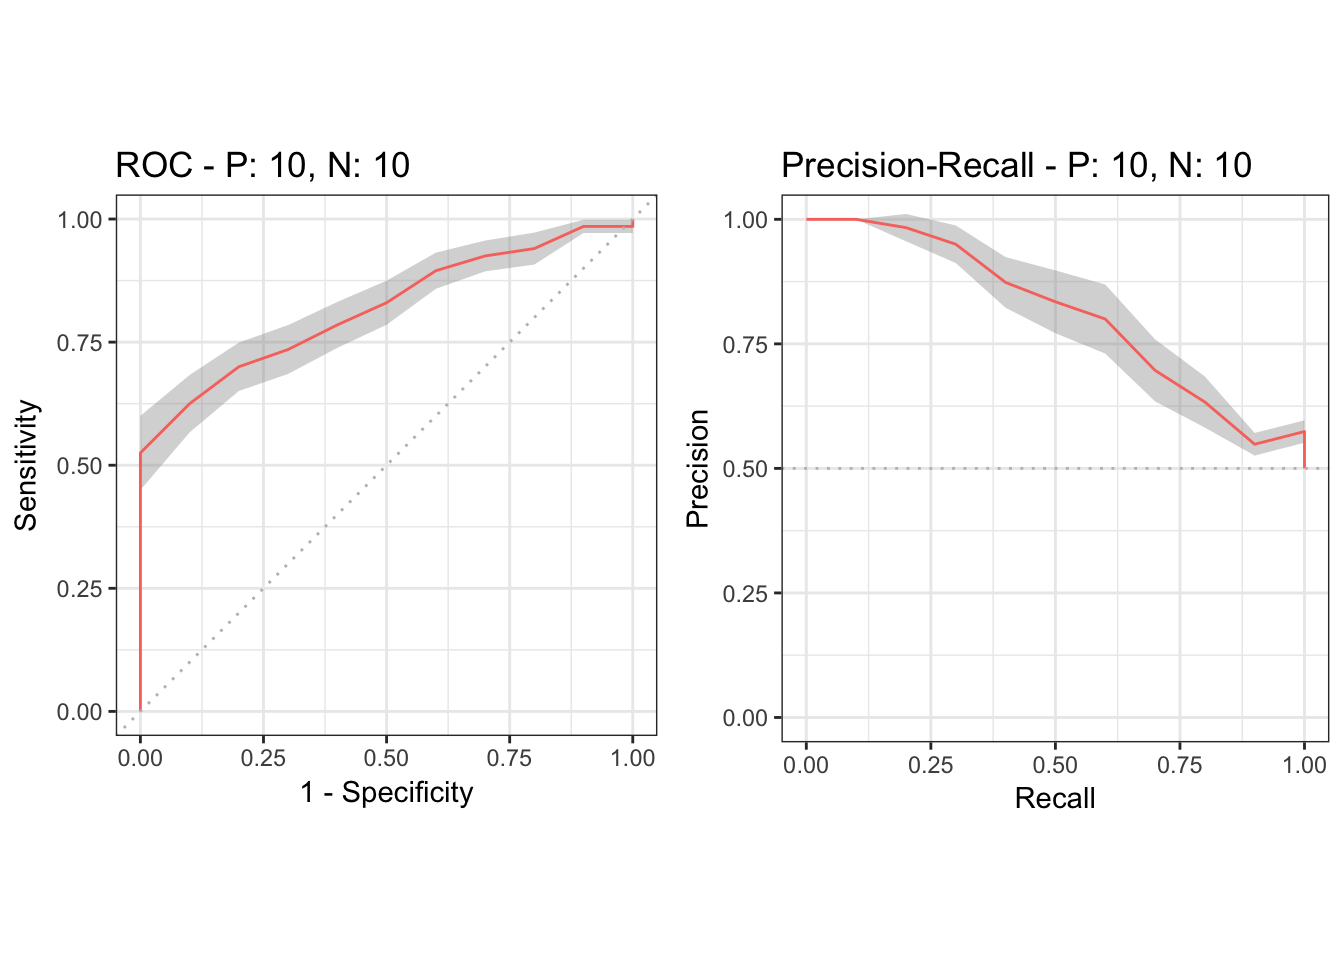 ROC - P: 10, N: 10
1.00
0.75
0.50
0.25
0.00
Sensitivity
0.00 0.25 0.50 0.75 1.00
1 - Specificity
Precision-Recall - P: 10, N: 10
1.00
0.75
0.50
0.25
0.00
Precision
0.00 0.25 0.50 0.75 1.00
Recall